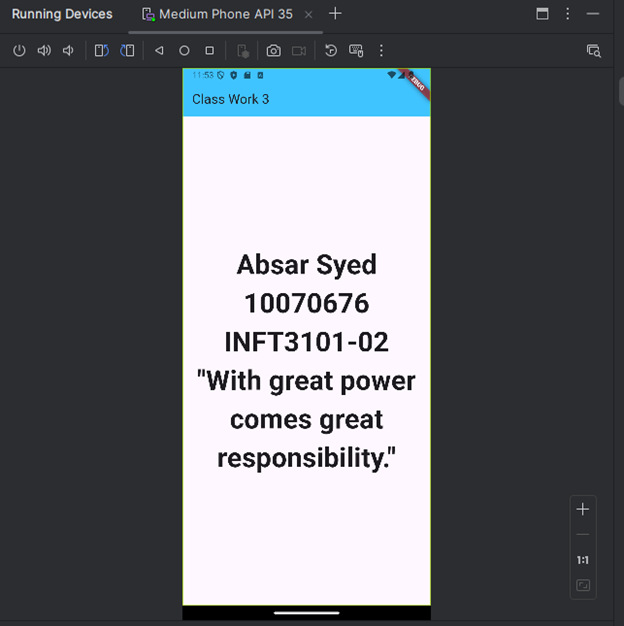 Running Devices
Medium Phone API 35
11:53
DEBUG
Class Work 3
Absar Syed
10070676
INFT3101-02
"With great power
comes great
responsibility."
1:1